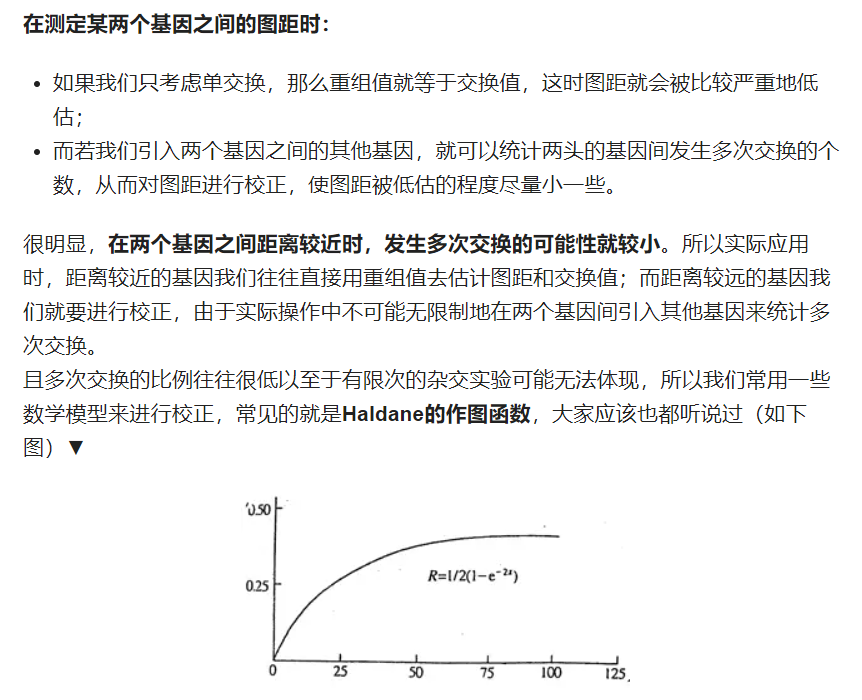 在测定某两个基因之间的图距时：
• 如果我们只考虑单交换，那么重组值就等于交换值，这时图距就会被比较严重地低
估；
• 而若我们引入两个基因之间的其他基因，就可以统计两头的基因间发生多次交换的个
数，从而对图距进行校正，使图距被低估的程度尽量小一些。
很明显，在两个基因之间距离较近时，发生多次交换的可能性就较小。所以实际应用
时，距离较近的基因我们往往直接用重组值去估计图距和交换值；而距离较远的基因我
们就要进行校正，由于实际操作中不可能无限制地在两个基因间引入其他基因来统计多
次交换。
且多次交换的比例往往很低以至于有限次的杂交实验可能无法体现，所以我们常用一些
数学模型来进行校正，常见的就是Haldane的作图函数，大家应该也都听说过（如下
图）▼
0.50
R=1/2(1-e⁻²ˣ)
0.25
0 25 50 75 100 125